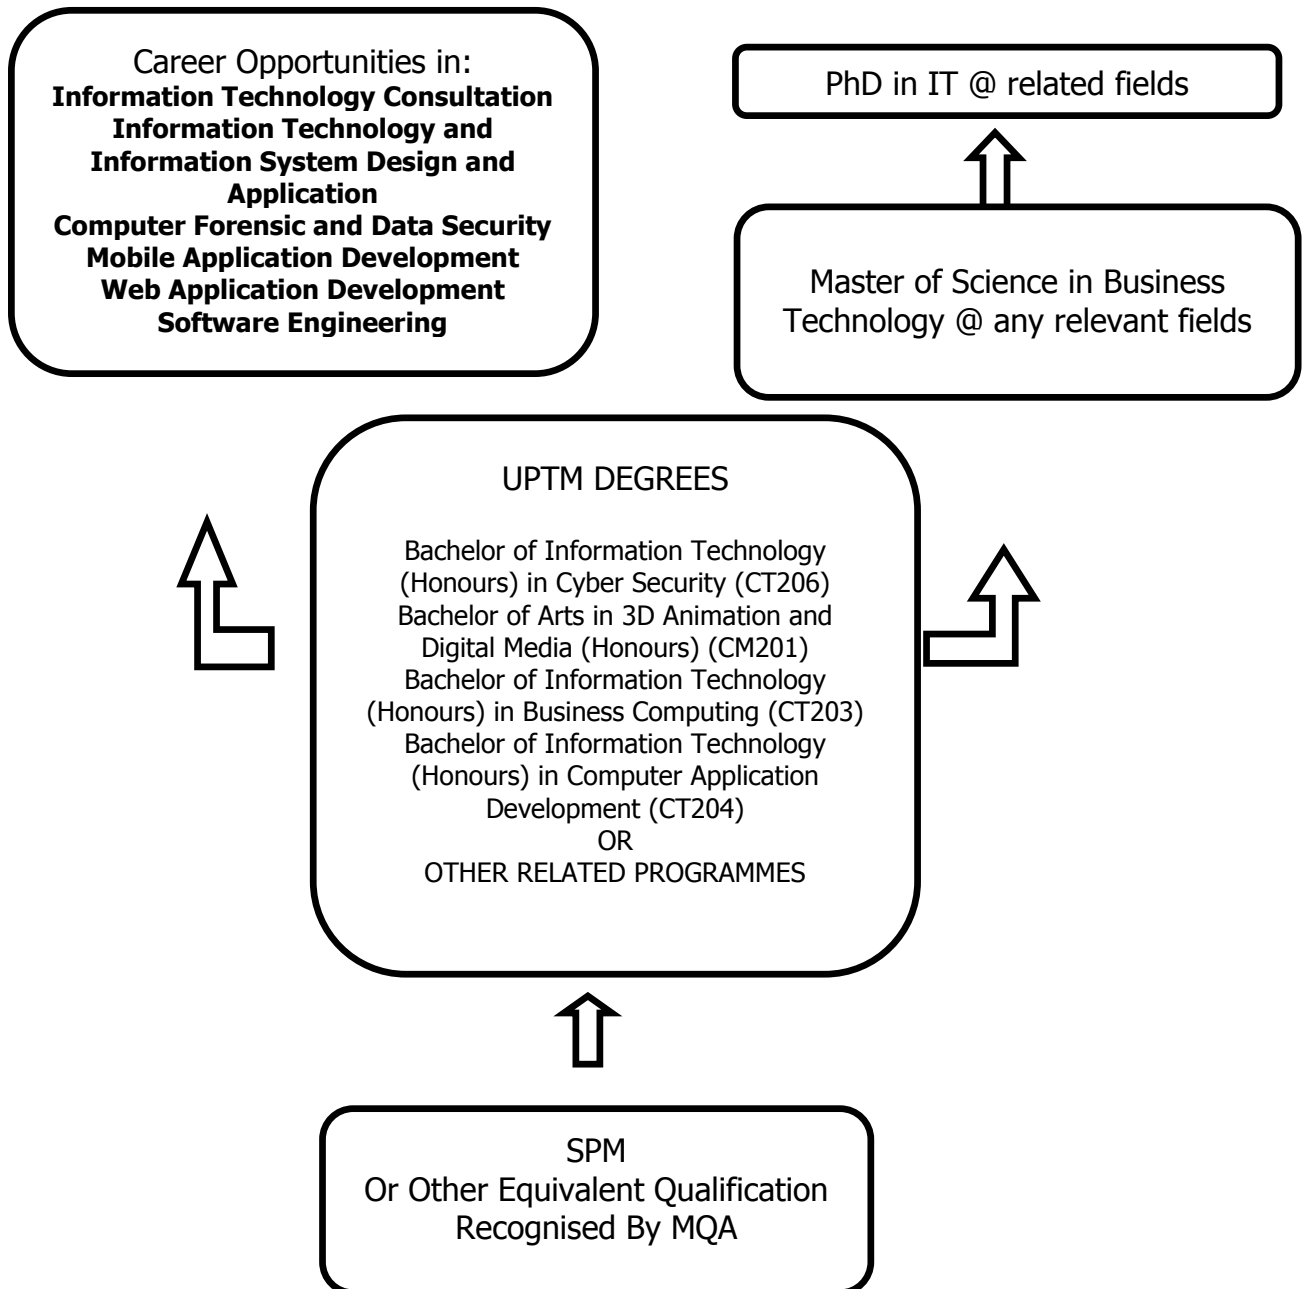 Career Opportunities in:
Information Technology Consultation
Information Technology and
Information System Design and
Application
Computer Forensic and Data Security
Mobile Application Development
Web Application Development
Software Engineering
PhD in IT @ related fields
Master of Science in Business
Technology @ any relevant fields
UPTM DEGREES
Bachelor of Information Technology
(Honours) in Cyber Security (CT206)
Bachelor of Arts in 3D Animation and
Digital Media (Honours) (CM201)
Bachelor of Information Technology
(Honours) in Business Computing (CT203)
Bachelor of Information Technology
(Honours) in Computer Application
Development (CT204)
OR
OTHER RELATED PROGRAMMES
SPM
Or Other Equivalent Qualification
Recognised By MQA